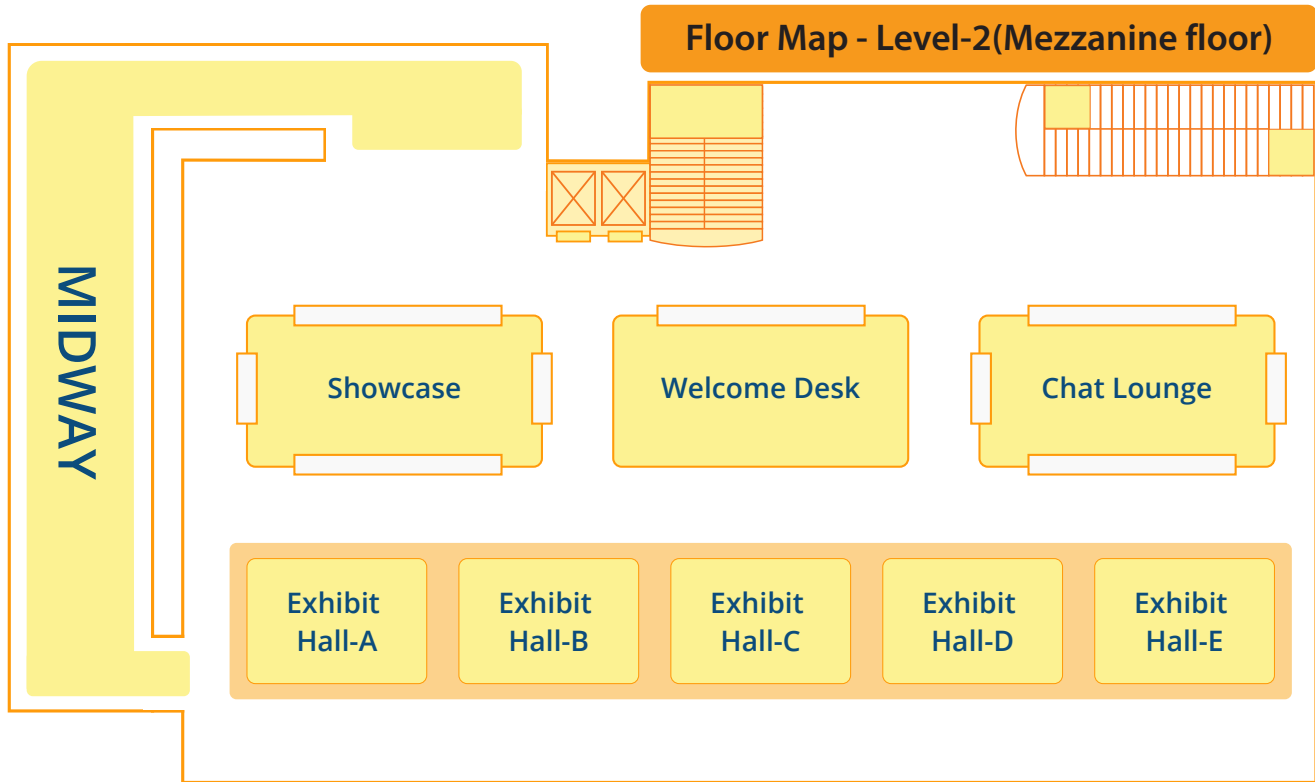 Floor Map - Level-2(Mezzanine floor)
MIDWAY
Showcase
Welcome Desk
Chat Lounge
Exhibit
Hall-A
Exhibit
Hall-B
Exhibit
Hall-C
Exhibit
Hall-D
Exhibit
Hall-E